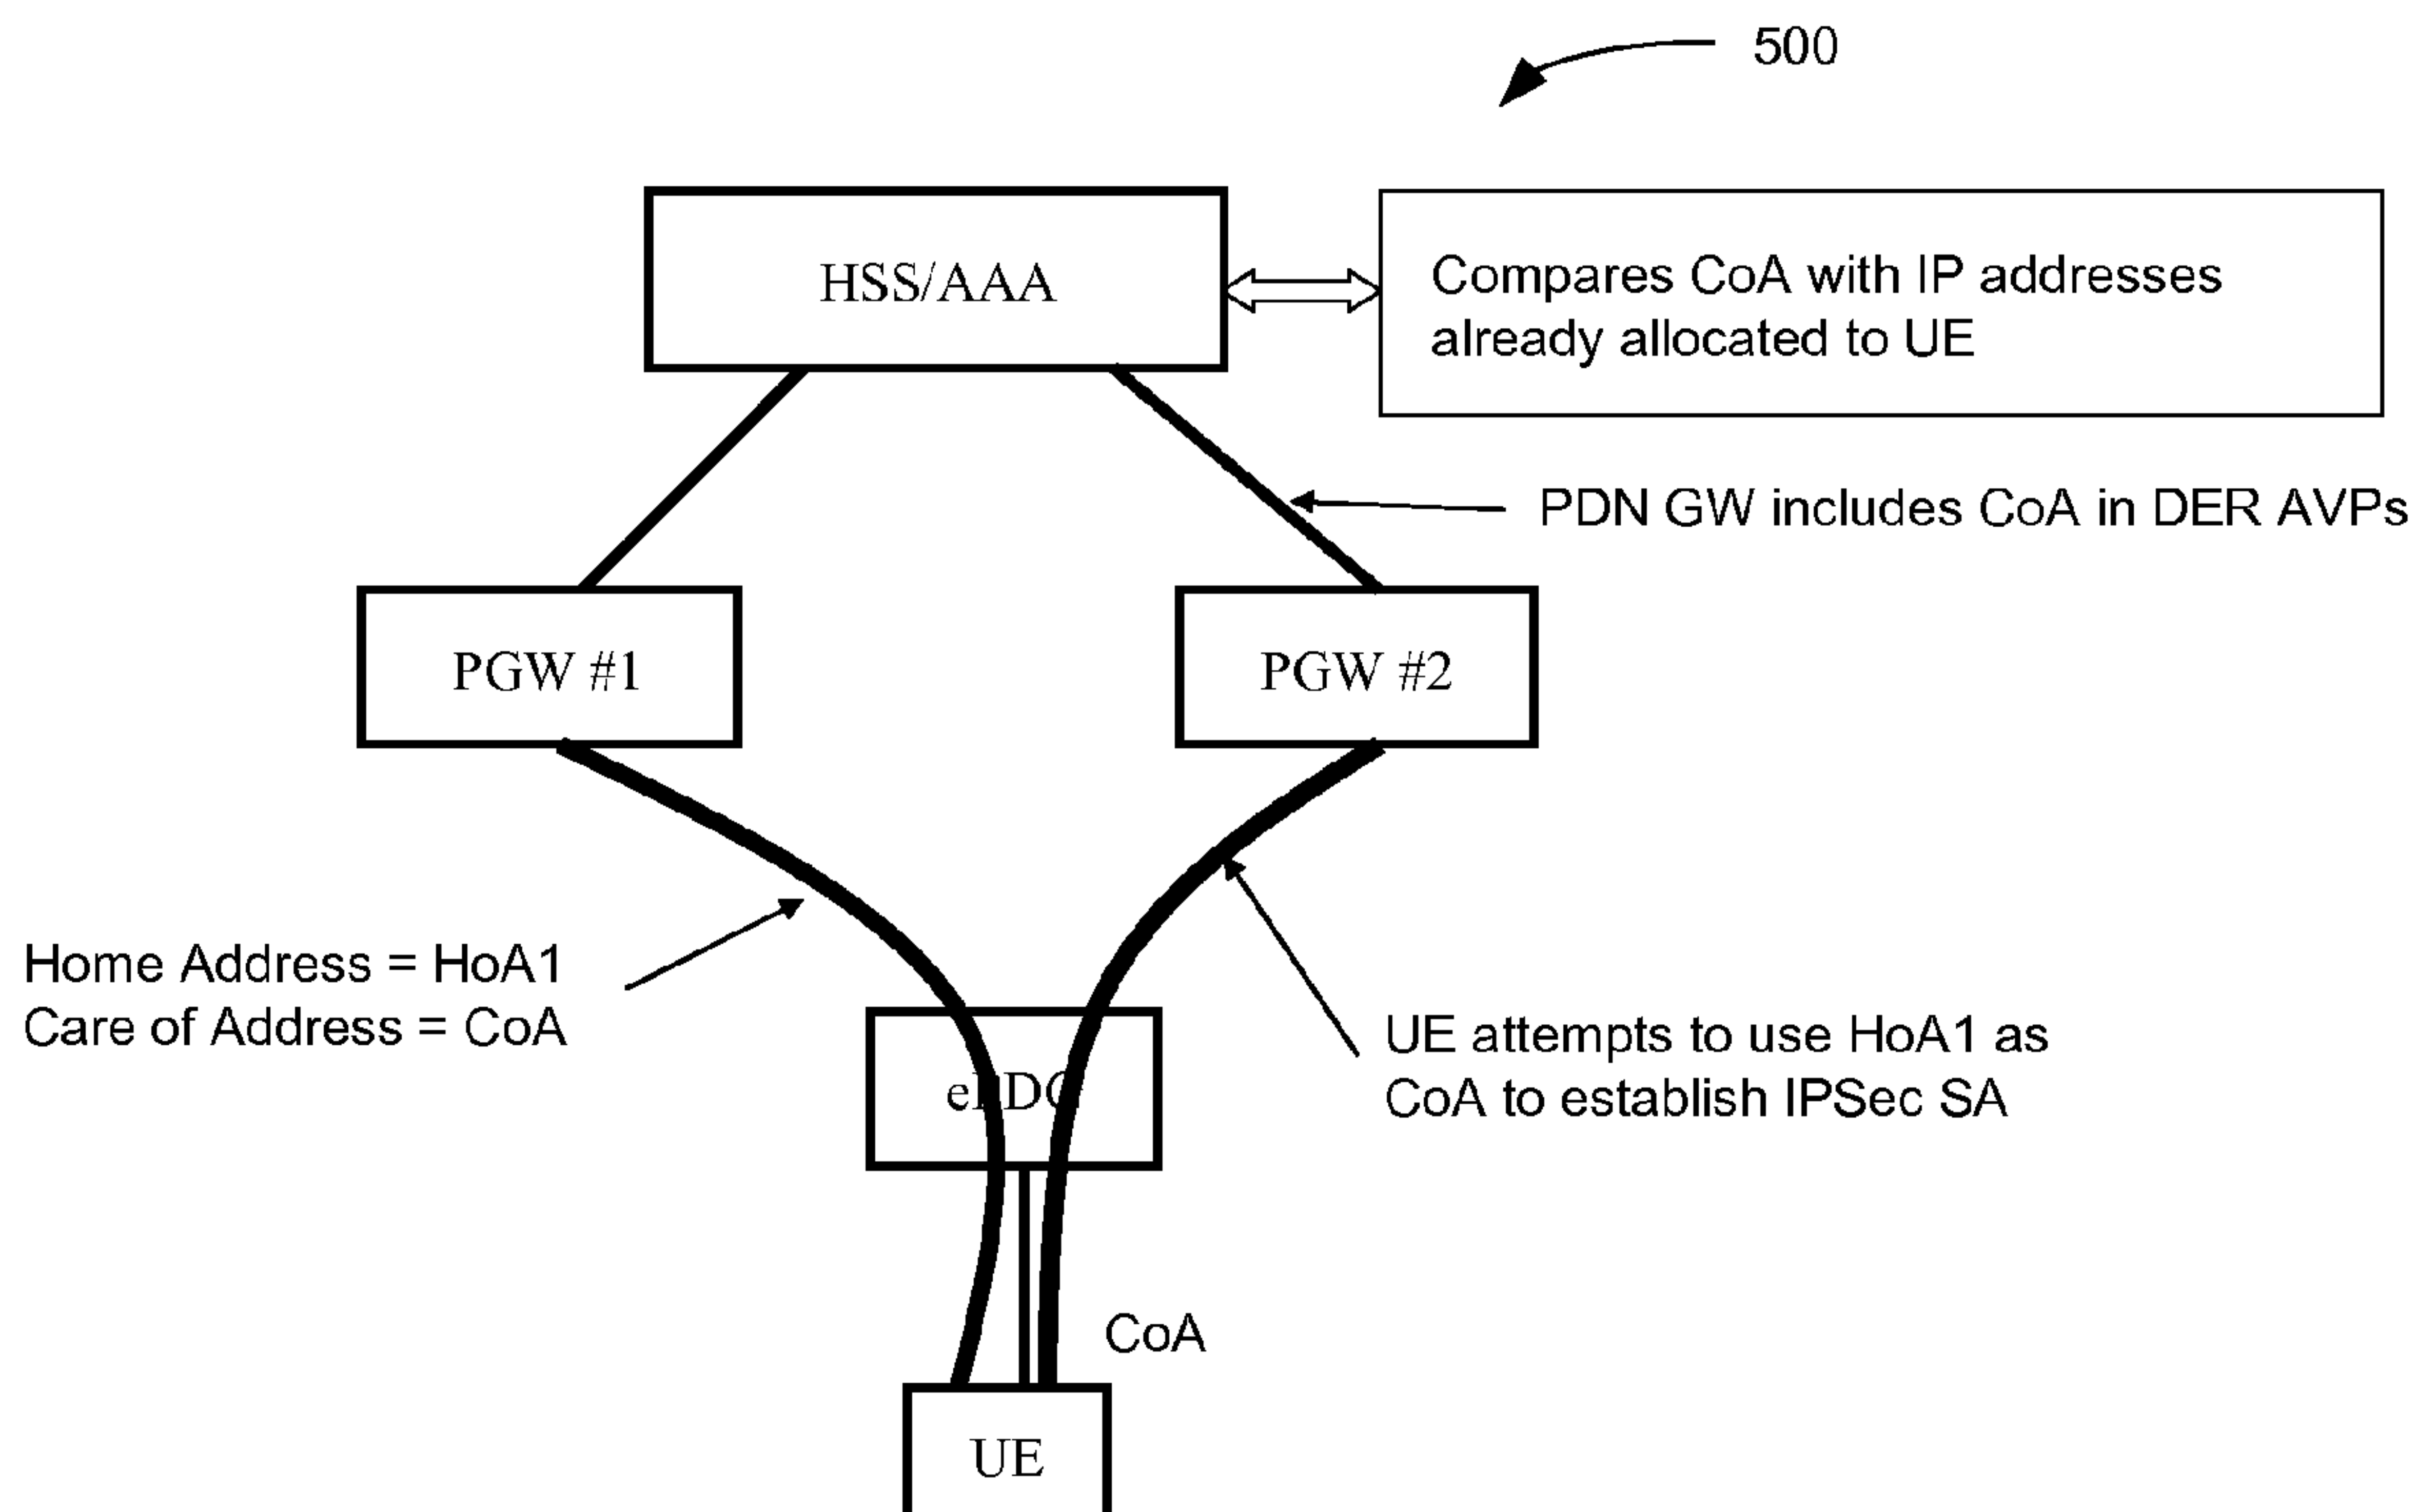 500
HSS/AAA
Compares CoA with IP addresses
already allocated to UE
PDN GW includes CoA in DER AVPs
PGW #1
PGW #2
Home Address = HoA1
Care of Address = CoA
UE attempts to use HoA1 as
CoA to establish IPSec SA
CoA
UE